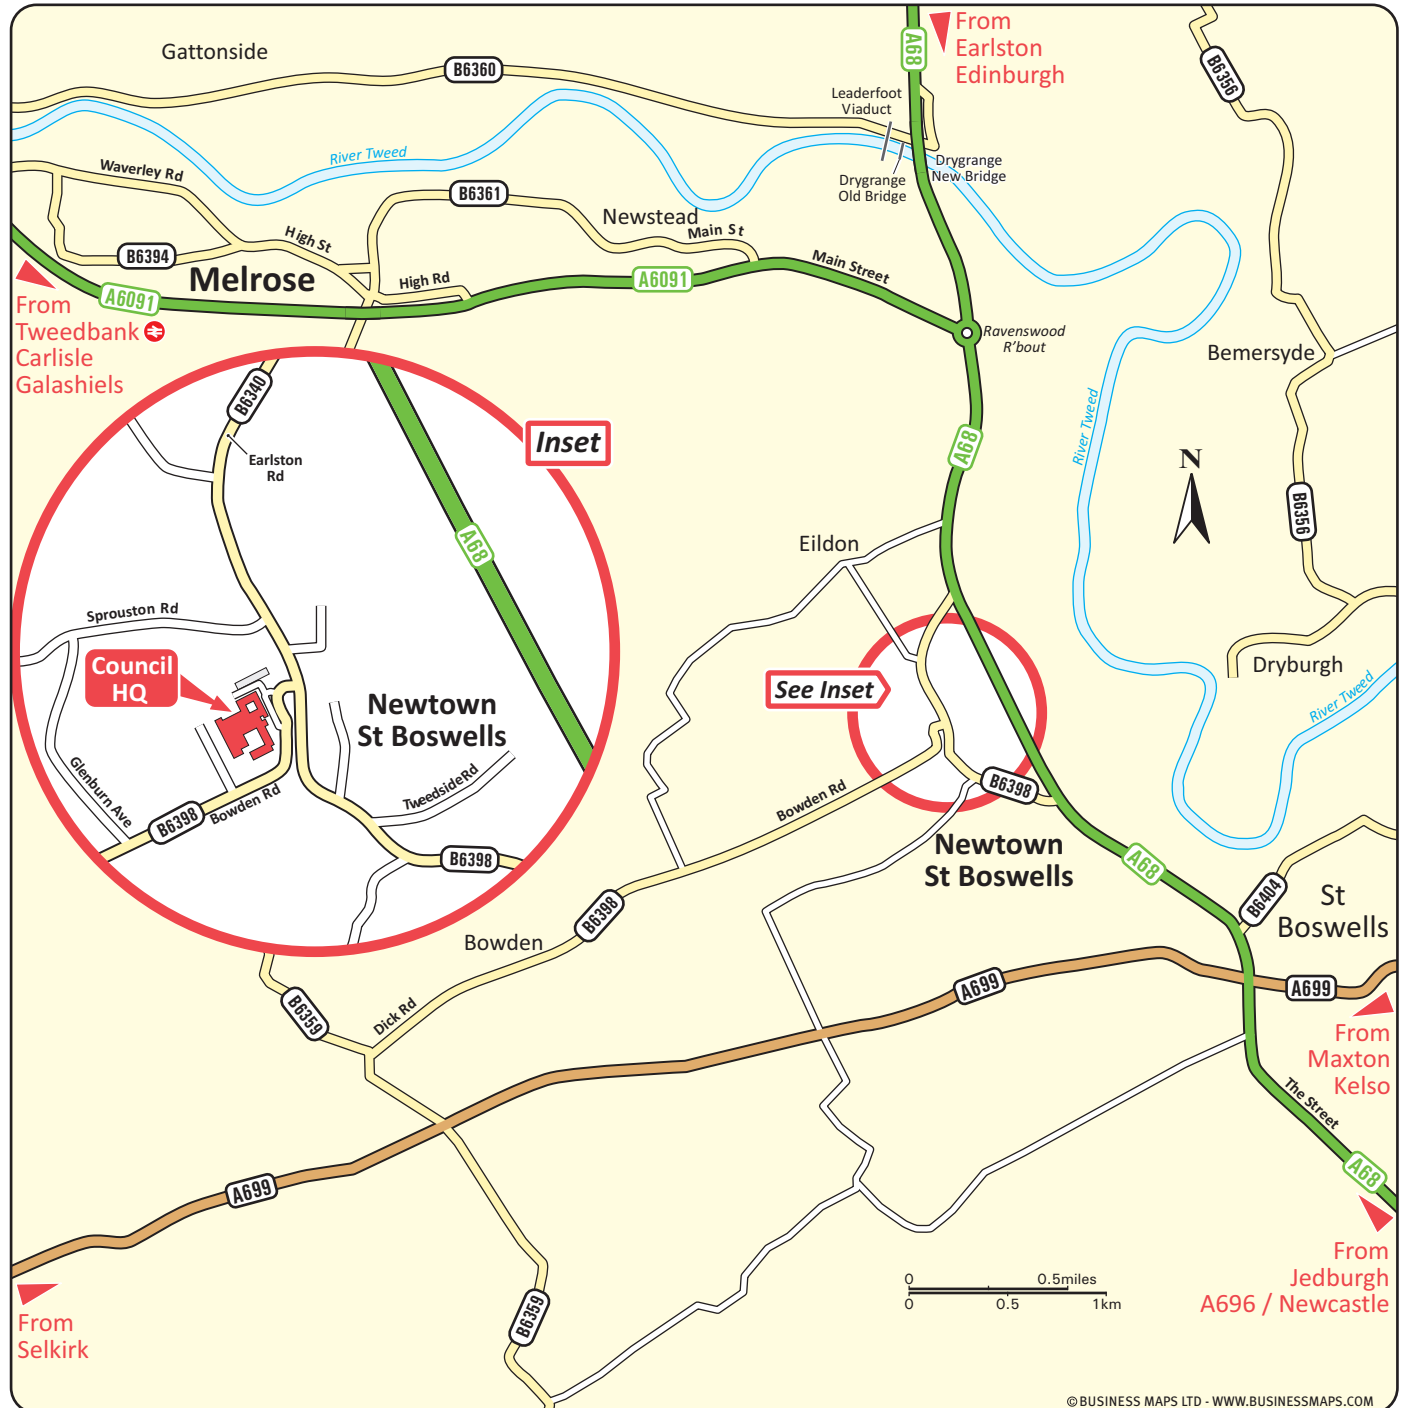 Gattonside
B6360
A68
From
Earlston
Edinburgh
B6356
Leaderfoot
Viaduct
River Tweed
Waverley Rd
Drygrange
New Bridge
Drygrange
Old Bridge
B6361
Newstead
Main St
High St
B6394
Melrose
High Rd
A6091
Main Street
A6091
From
Tweedbank
Carlisle
Galashiels
Ravenswood
R'bout
Bemersyde
B6340
Inset
Earlston
Rd
River Tweed
A68
N
B6356
A68
Eildon
Sprouston Rd
Council
HQ
See Inset
Dryburgh
River Tweed
Newtown
St Boswells
Glenburn Ave
Tweedside Rd
B6398
Bowden Rd
B6398
Bowden Rd
B6398
Newtown
St Boswells
A68
B6404
St
Boswells
B6398
Bowden
A699
A699
B6359
Dick Rd
From
Maxton
Kelso
The Street
A68
A699
From
Jedburgh
A696 / Newcastle
0 0.5miles
0 0.5 1km
B6359
From
Selkirk
© BUSINESS MAPS LTD - WWW.BUSINESSMAPS.COM